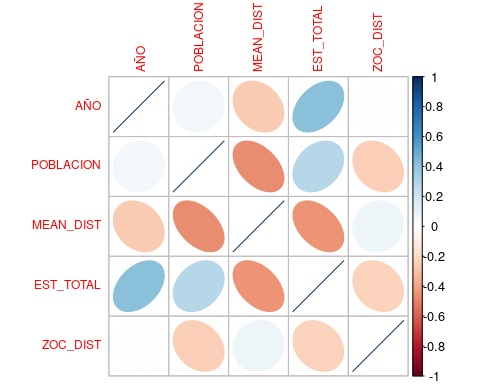 AÑO
POBLACION
MEAN_DIST
EST_TOTAL
ZOC_DIST
AÑO
POBLACION
MEAN_DIST
EST_TOTAL
ZOC_DIST
1
0.8
0.6
0.4
0.2
0
-0.2
-0.4
-0.6
-0.8
-1